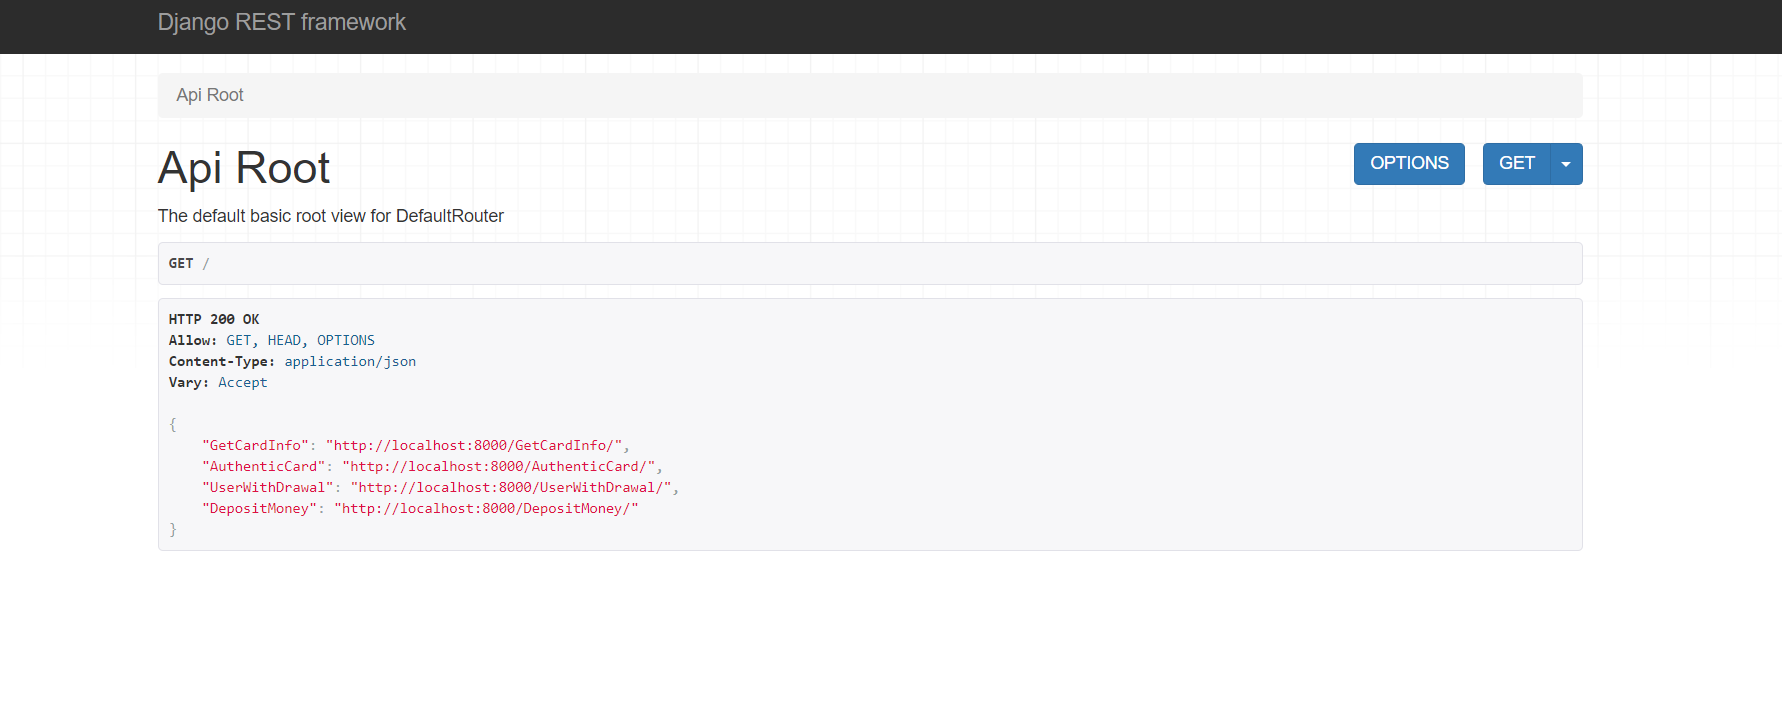 Django REST framework
Api Root
Api Root
OPTIONS
GET
The default basic root view for DefaultRouter
GET /
HTTP 200 OK
Allow: GET, HEAD, OPTIONS
Content-Type: application/json
Vary: Accept
{
    "GetCardInfo": "http://localhost:8000/GetCardInfo/",
    "AuthenticCard": "http://localhost:8000/AuthenticCard/",
    "UserWithDrawal": "http://localhost:8000/UserWithDrawal/",
    "DepositMoney": "http://localhost:8000/DepositMoney/"
}